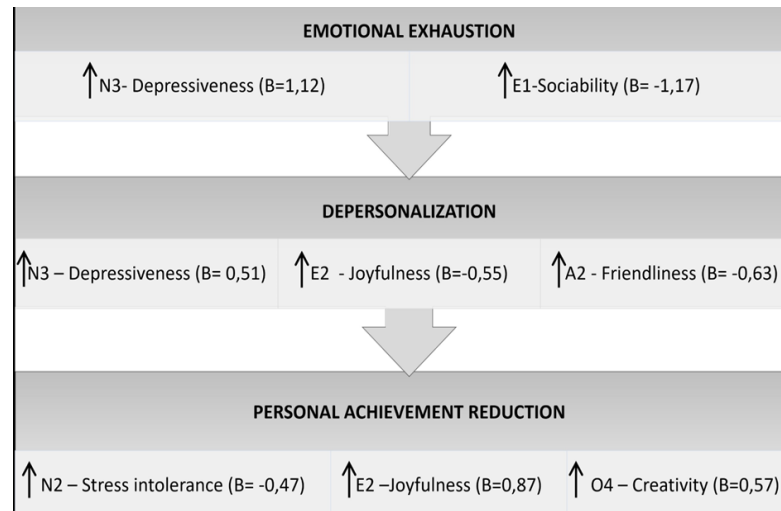 EMOTIONAL EXHAUSTION
↑N3- Depressiveness (B=1,12) ↑E1-Sociability (B= -1,17)
DEPERSONALIZATION
↑N3 – Depressiveness (B= 0,51) ↑E2 - Joyfulness (B=-0,55) ↑A2 - Friendliness (B= -0,63)
PERSONAL ACHIEVEMENT REDUCTION
↑ N2 – Stress intolerance (B= -0,47) ↑E2 –Joyfulness (B=0,87) ↑ O4 – Creativity (B=0,57)